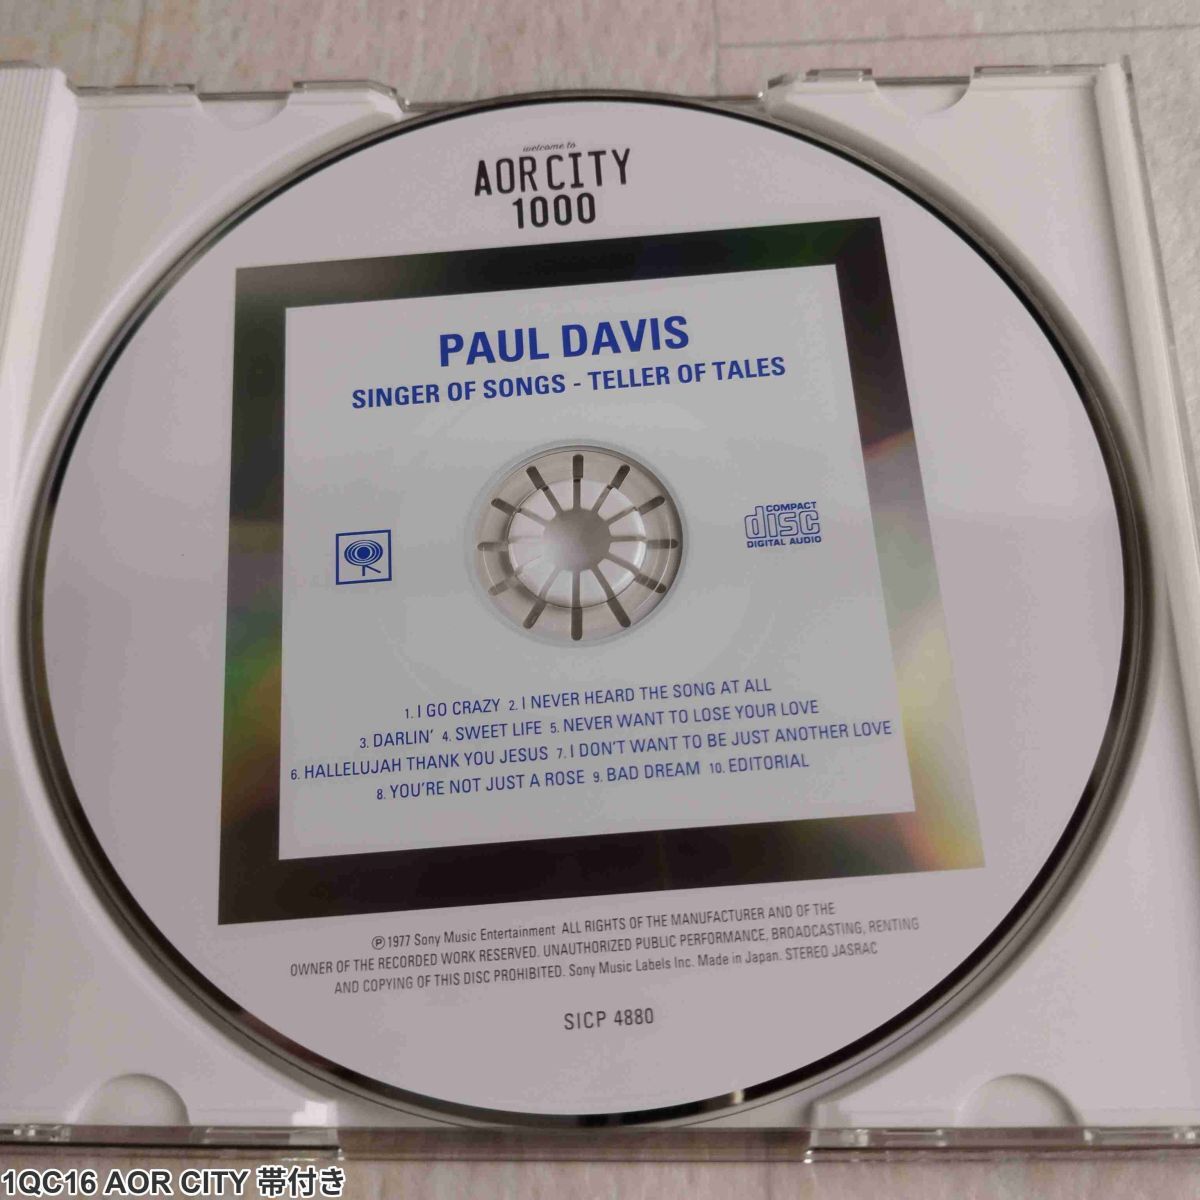 welcome to
AOR CITY
1000
PAUL DAVIS
SINGER OF SONGS - TELLER OF TALES
COMPACT
disc
DIGITAL AUDIO
1. I GO CRAZY 2. I NEVER HEARD THE SONG AT ALL
3. DARLIN' 4. SWEET LIFE 5. NEVER WANT TO LOSE YOUR LOVE
6. HALLELUJAH THANK YOU JESUS 7. I DON'T WANT TO BE JUST ANOTHER LOVE
8. YOU'RE NOT JUST A ROSE 9. BAD DREAM 10. EDITORIAL
℗1977 Sony Music Entertainment ALL RIGHTS OF THE MANUFACTURER AND OF THE
OWNER OF THE RECORDED WORK RESERVED. UNAUTHORIZED PUBLIC PERFORMANCE, BROADCASTING, RENTING
AND COPYING OF THIS DISC PROHIBITED. Sony Music Labels Inc. Made in Japan. STEREO JASRAC
SICP 4880
1QC16 AOR CITY 帯付き